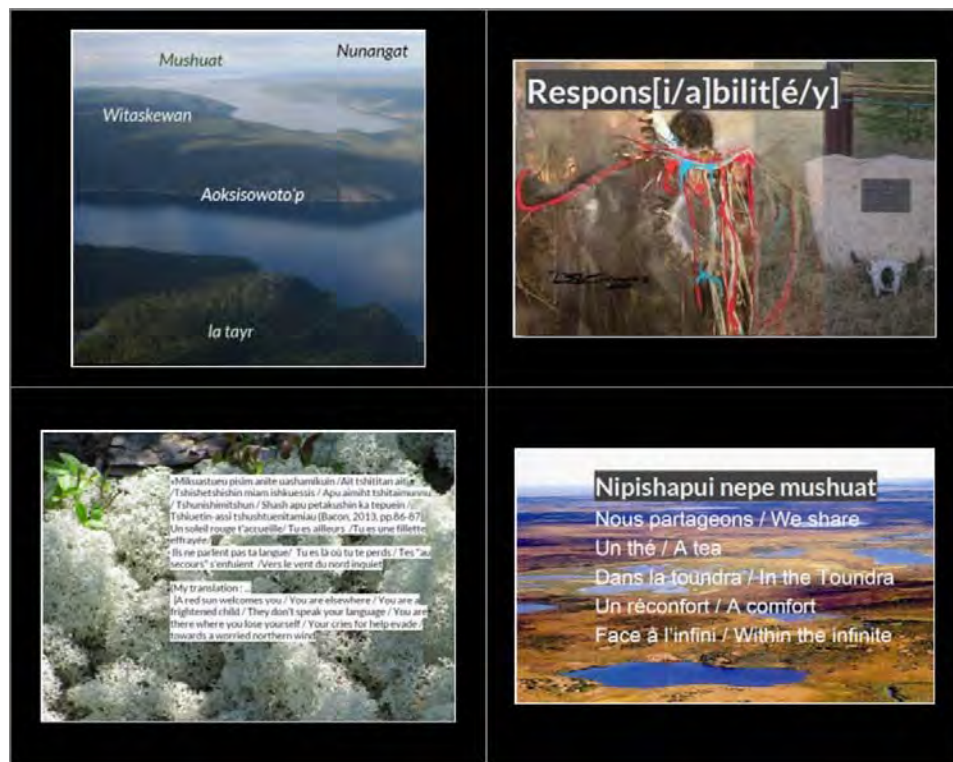 Mushuat
Nunangat
Witaskewan
Aoksisowoto'p
la tayr
Respons[i/a]bilit[é/y]
«Mikuashteu pisim anite uashamikuin /Ait tshititan aitu
/Tshishetshishin miam ishkuessis / Apu aimiht tshitaimunnu
/ Tshunishimitshun / Shash apu petakushin ka tepuein /
Tshiuetin-assi tshushtuenitamiau (Bacon, 2013, pp.86-87)
Un soleil rouge t'accueille/ Tu es ailleurs /Tu es une fillette
effrayée/
Ils ne parlent pas ta langue/ Tu es là où tu te perds / Tes "au
secours" s'enfuient /Vers le vent du nord inquiet
(My translation : ...
A red sun welcomes you / You are elsewhere / You are a
frightened child / They don't speak your language / You are
there where you lose yourself / Your cries for help evade /
towards a worried northern wind
Nipishapui nepe mushuat
Nous partageons / We share
Un thé / A tea
Dans la toundra / In the Toundra
Un réconfort / A comfort
Face à l'infini / Within the infinite